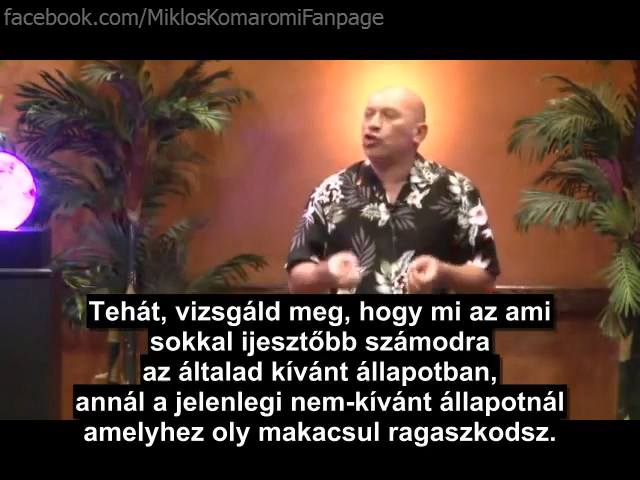 facebook.com/MiklosKomaromiFanpage
Tehát, vizsgáld meg, hogy mi az ami
sokkal ijesztőbb számodra
az általad kívánt állapotban,
annál a jelenlegi nem-kívánt állapotnál
amelyhez oly makacsul ragaszkodsz.